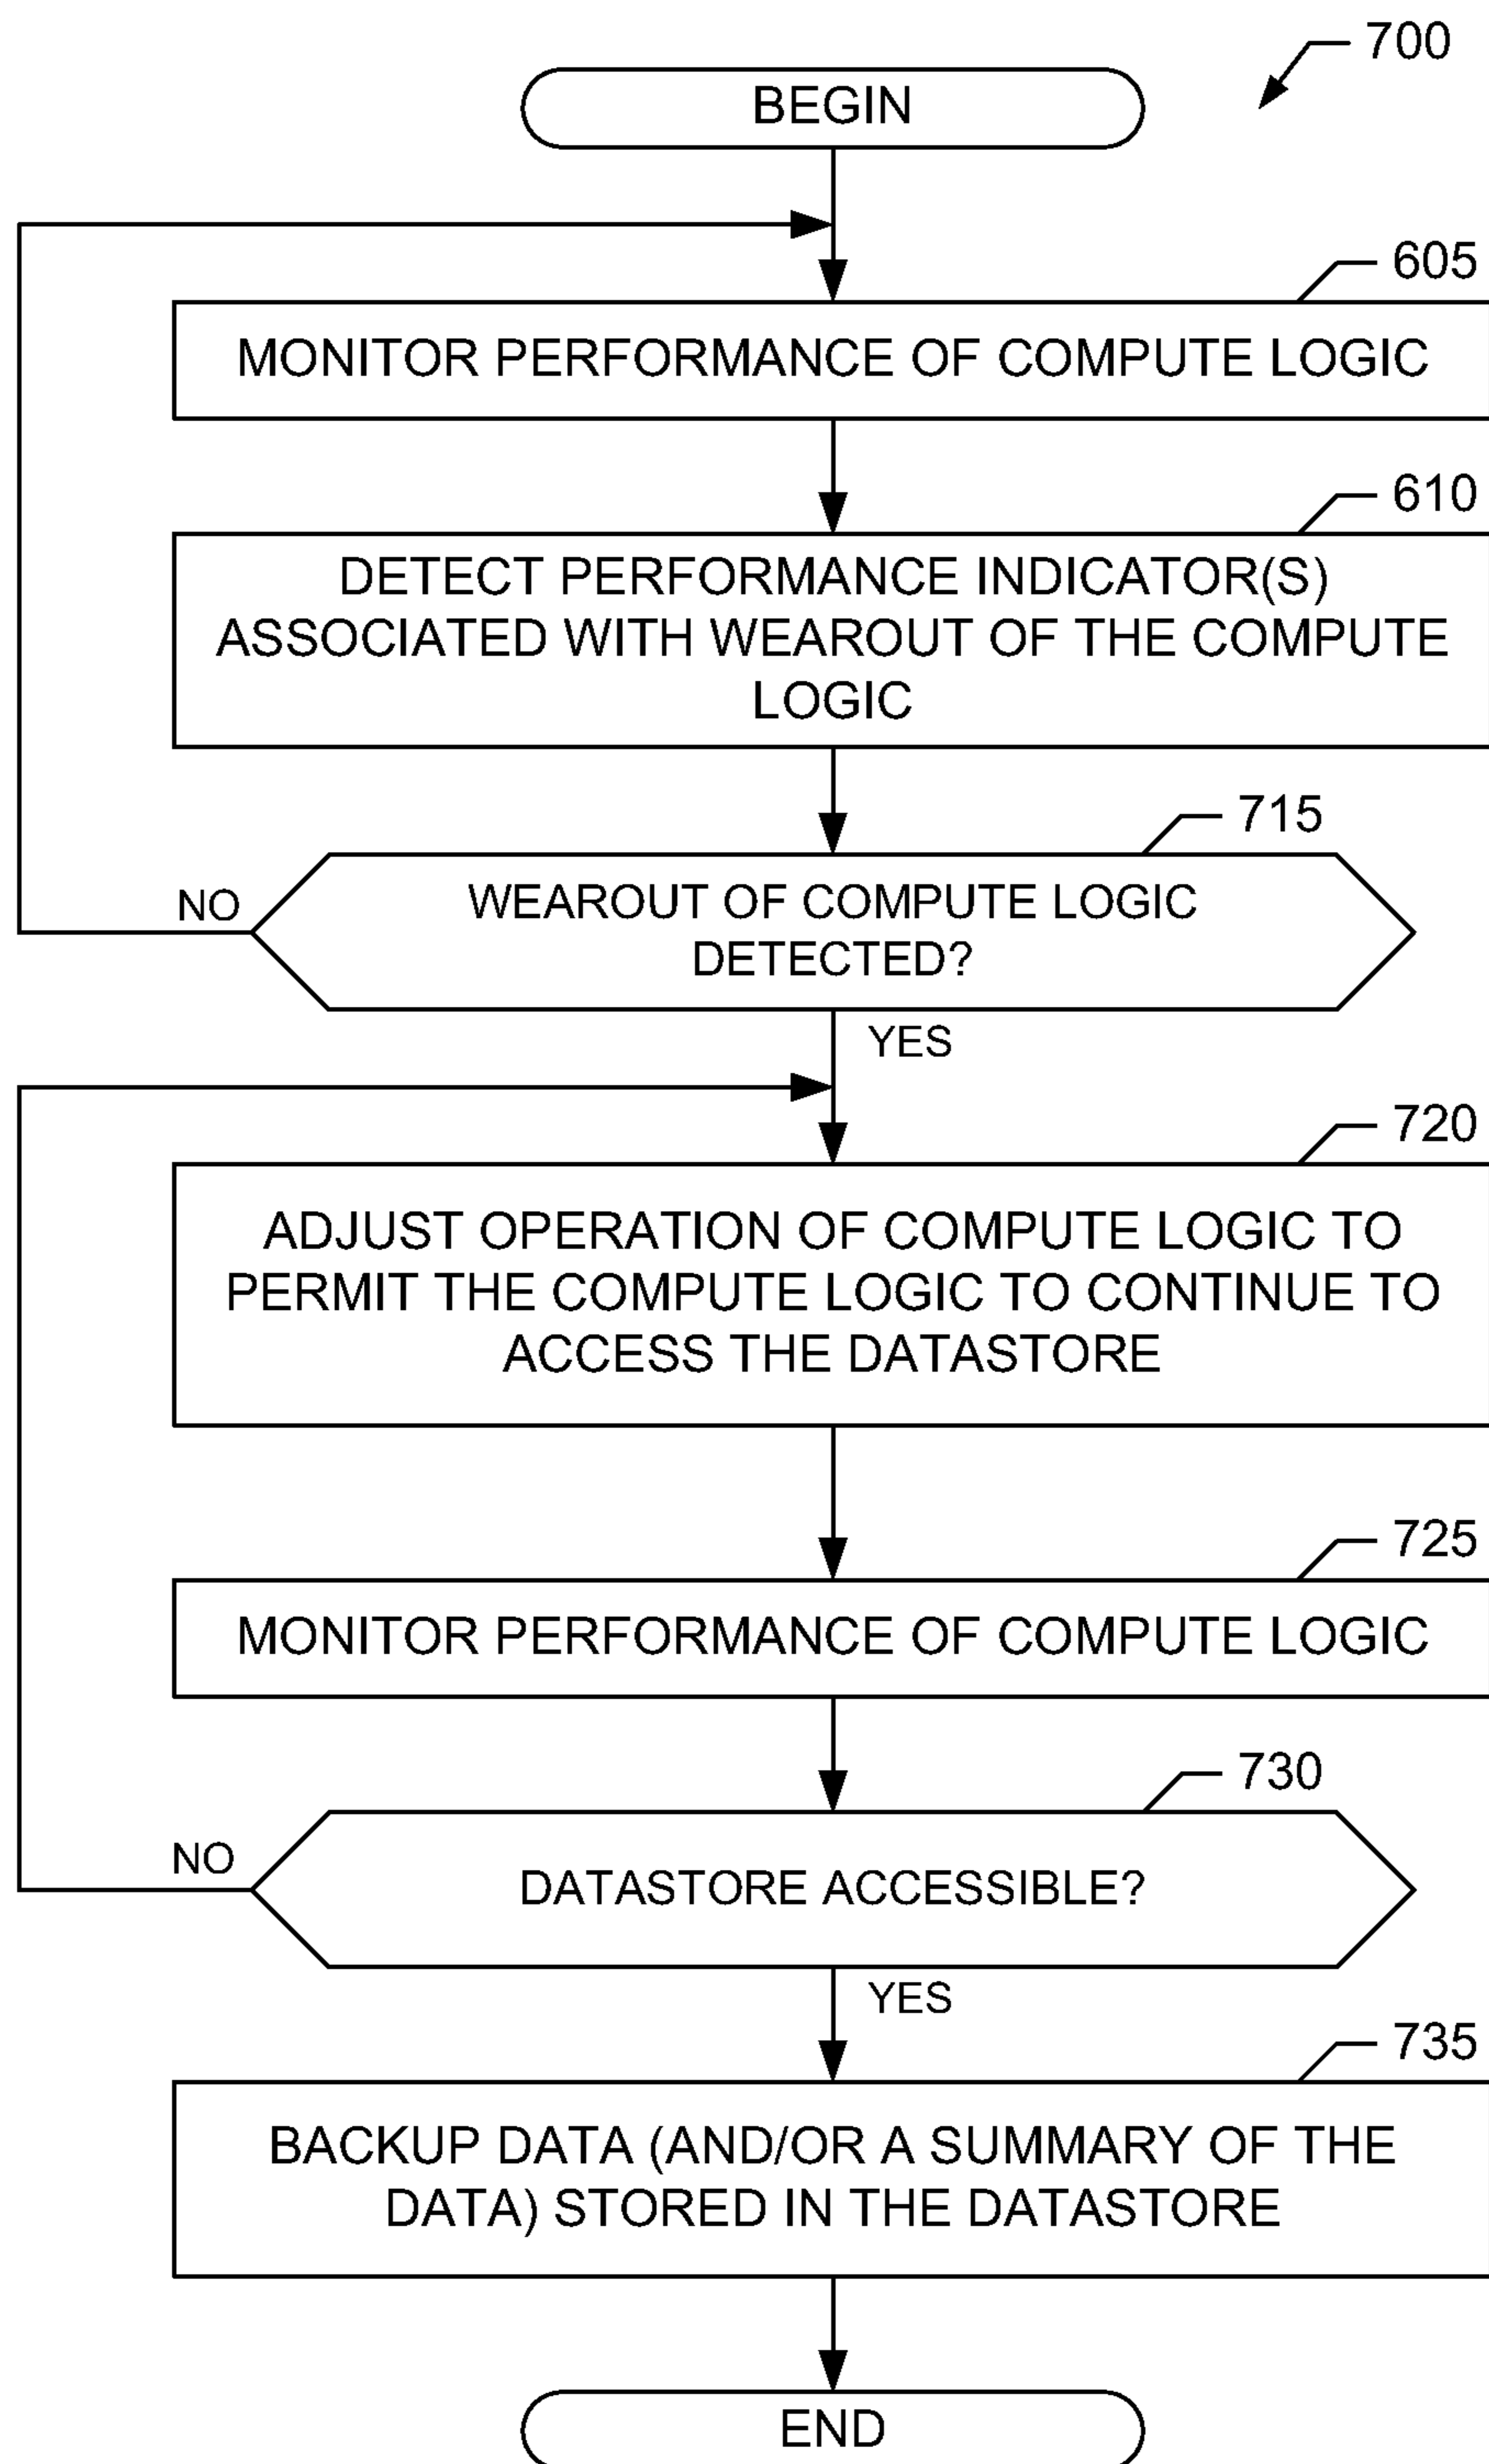 700
BEGIN
605
MONITOR PERFORMANCE OF COMPUTE LOGIC
610
DETECT PERFORMANCE INDICATOR(S)
ASSOCIATED WITH WEAROUT OF THE COMPUTE
LOGIC
715
WEAROUT OF COMPUTE LOGIC
DETECTED?
NO
YES
720
ADJUST OPERATION OF COMPUTE LOGIC TO
PERMIT THE COMPUTE LOGIC TO CONTINUE TO
ACCESS THE DATASTORE
725
MONITOR PERFORMANCE OF COMPUTE LOGIC
730
DATASTORE ACCESSIBLE?
NO
YES
735
BACKUP DATA (AND/OR A SUMMARY OF THE
DATA) STORED IN THE DATASTORE
END